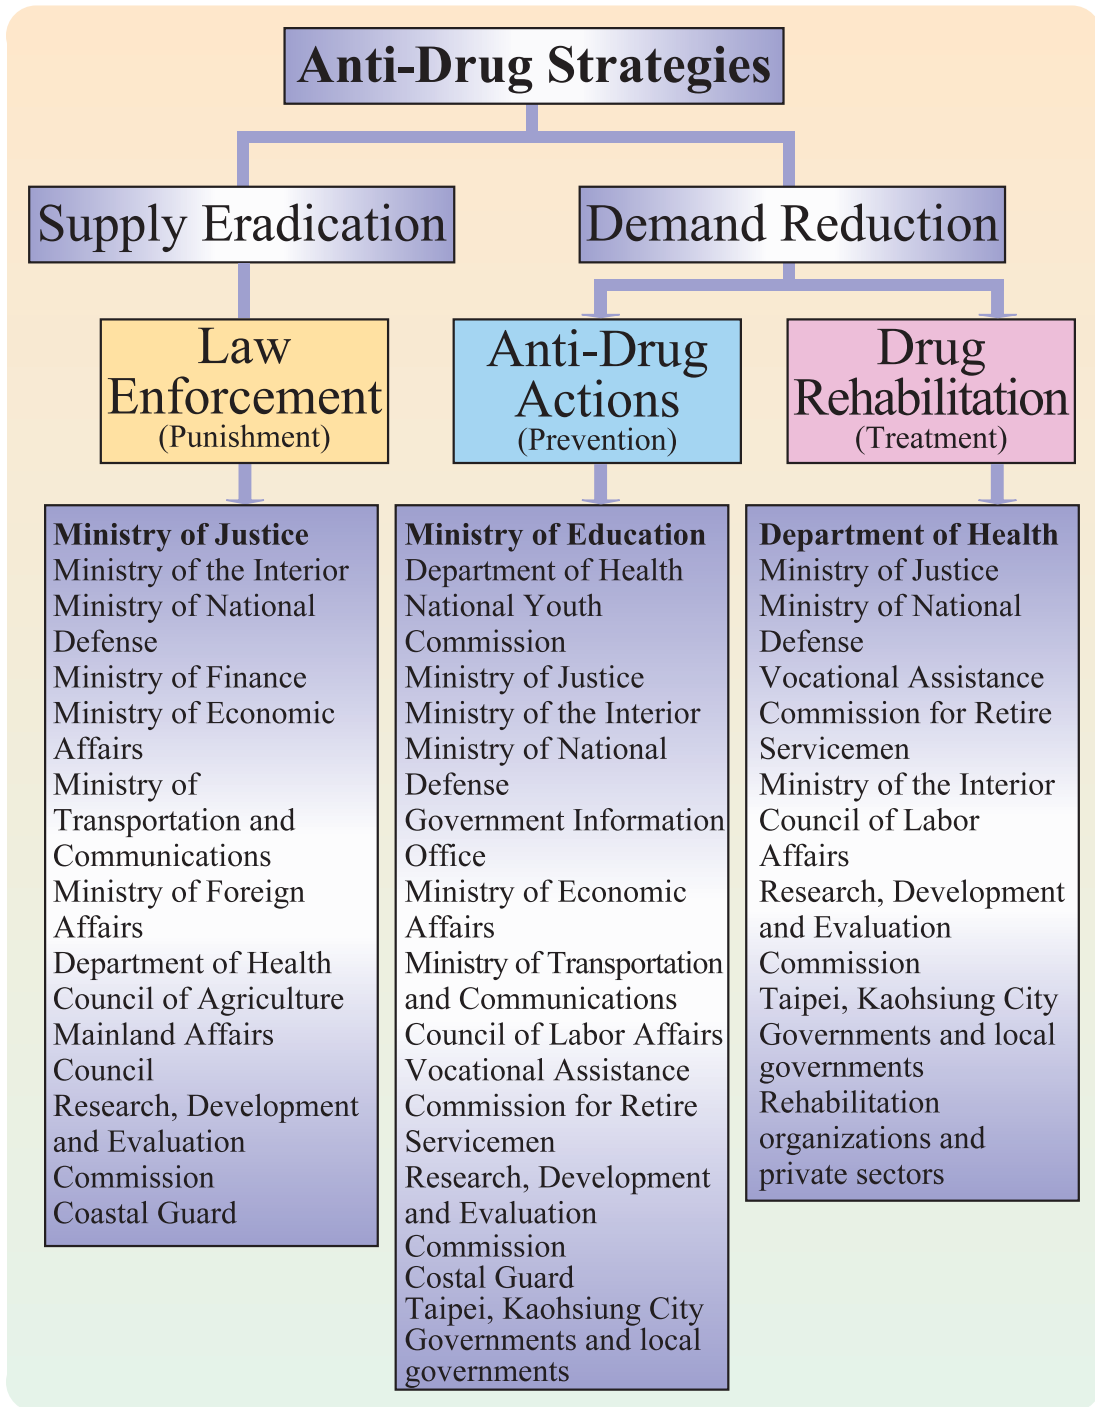 Anti-Drug Strategies
Supply Eradication
Demand Reduction
Law
Enforcement
(Punishment)
Anti-Drug
Actions
(Prevention)
Drug
Rehabilitation
(Treatment)
Ministry of Justice
Ministry of the Interior
Ministry of National
Defense
Ministry of Finance
Ministry of Economic
Affairs
Ministry of
Transportation and
Communications
Ministry of Foreign
Affairs
Department of Health
Council of Agriculture
Mainland Affairs
Council
Research, Development
and Evaluation
Commission
Coastal Guard
Ministry of Education
Department of Health
National Youth
Commission
Ministry of Justice
Ministry of the Interior
Ministry of National
Defense
Government Information
Office
Ministry of Economic
Affairs
Ministry of Transportation
and Communications
Council of Labor Affairs
Vocational Assistance
Commission for Retire
Servicemen
Research, Development
and Evaluation
Commission
Costal Guard
Taipei, Kaohsiung City
Governments and local
governments
Department of Health
Ministry of Justice
Ministry of National
Defense
Vocational Assistance
Commission for Retire
Servicemen
Ministry of the Interior
Council of Labor
Affairs
Research, Development
and Evaluation
Commission
Taipei, Kaohsiung City
Governments and local
governments
Rehabilitation
organizations and
private sectors